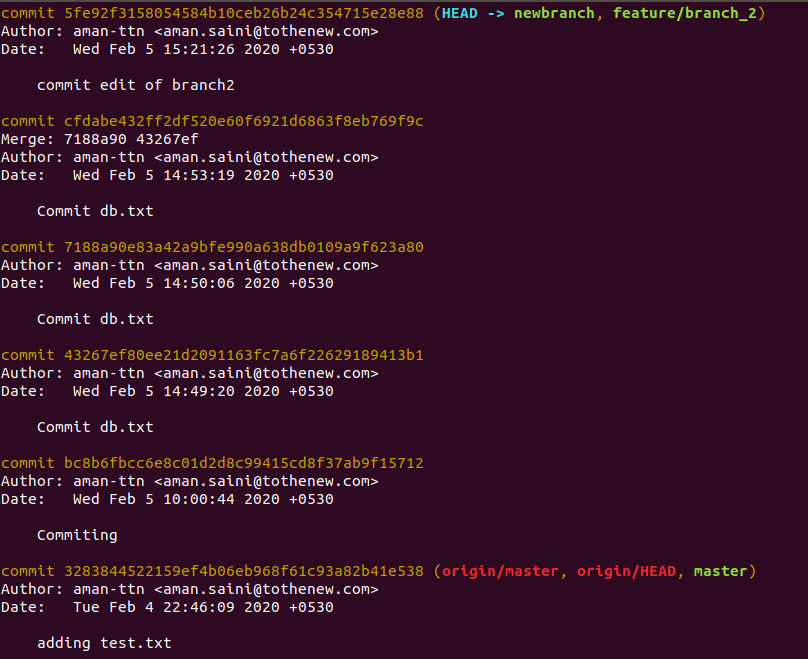 commit 5fe92f3158054584b10ceb26b24c354715e28e88 (HEAD -> newbranch, feature/branch_2)
Author: aman-ttn <aman.saini@tothenew.com>
Date:   Wed Feb 5 15:21:26 2020 +0530
    commit edit of branch2
commit cfdabe432ff2df520e60f6921d6863f8eb769f9c
Merge: 7188a90 43267ef
Author: aman-ttn <aman.saini@tothenew.com>
Date:   Wed Feb 5 14:53:19 2020 +0530
    Commit db.txt
commit 7188a90e83a42a9bfe990a638db0109a9f623a80
Author: aman-ttn <aman.saini@tothenew.com>
Date:   Wed Feb 5 14:50:06 2020 +0530
    Commit db.txt
commit 43267ef80ee21d2091163fc7a6f22629189413b1
Author: aman-ttn <aman.saini@tothenew.com>
Date:   Wed Feb 5 14:49:20 2020 +0530
    Commit db.txt
commit bc8b6fbcc6e8c01d2d8c99415cd8f37ab9f15712
Author: aman-ttn <aman.saini@tothenew.com>
Date:   Wed Feb 5 10:00:44 2020 +0530
    Commiting
commit 3283844522159ef4b06eb968f61c93a82b41e538 (origin/master, origin/HEAD, master)
Author: aman-ttn <aman.saini@tothenew.com>
Date:   Tue Feb 4 22:46:09 2020 +0530
    adding test.txt